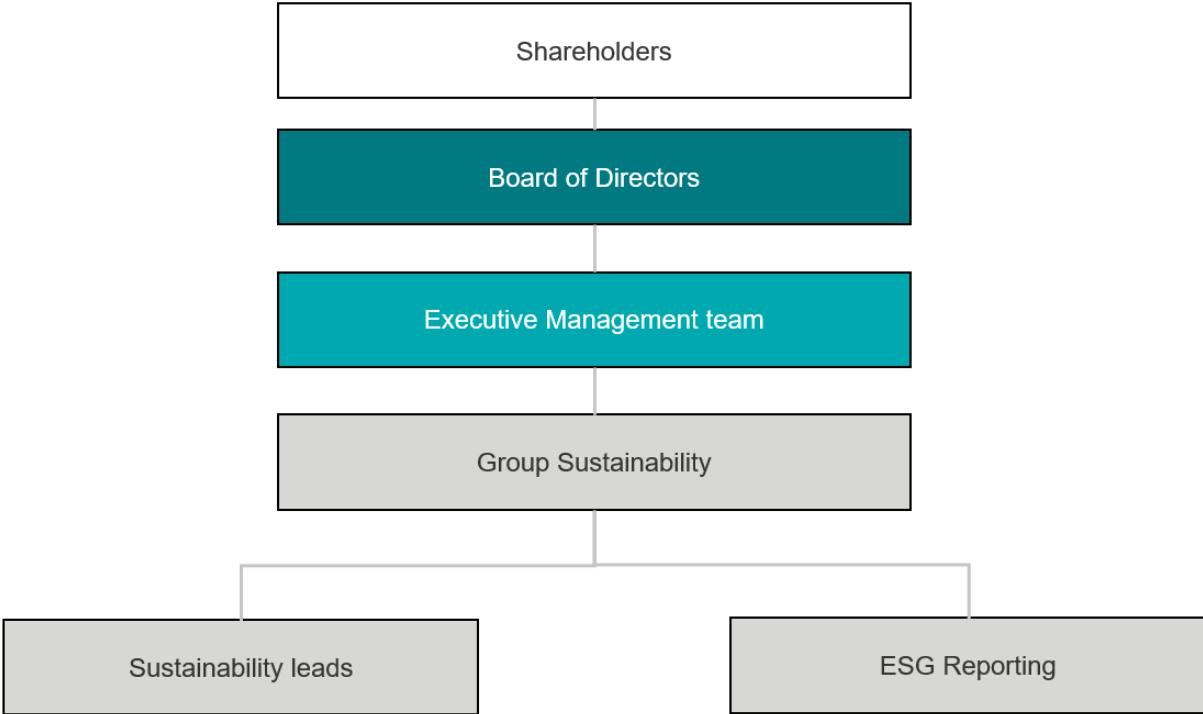 Shareholders
Board of Directors
Executive Management team
Group Sustainability
Sustainability leads
ESG Reporting